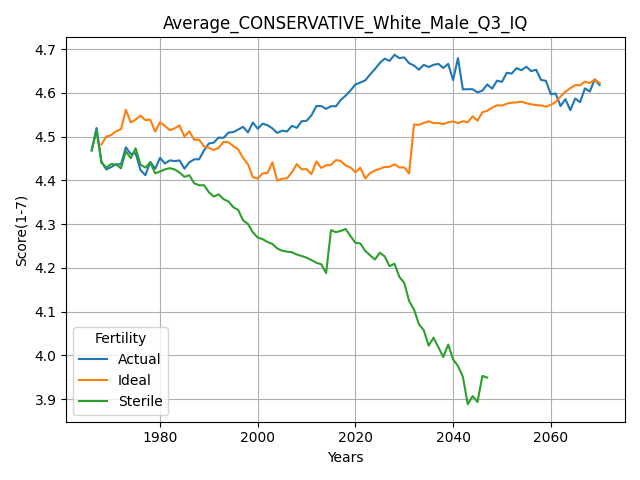 Average_CONSERVATIVE_White_Male_Q3_IQ
Score(1-7)
4.7
4.6
4.5
4.4
4.3
4.2
4.1
4.0
3.9
Fertility
Actual
Ideal
Sterile
1980
2000
2020
2040
2060
Years